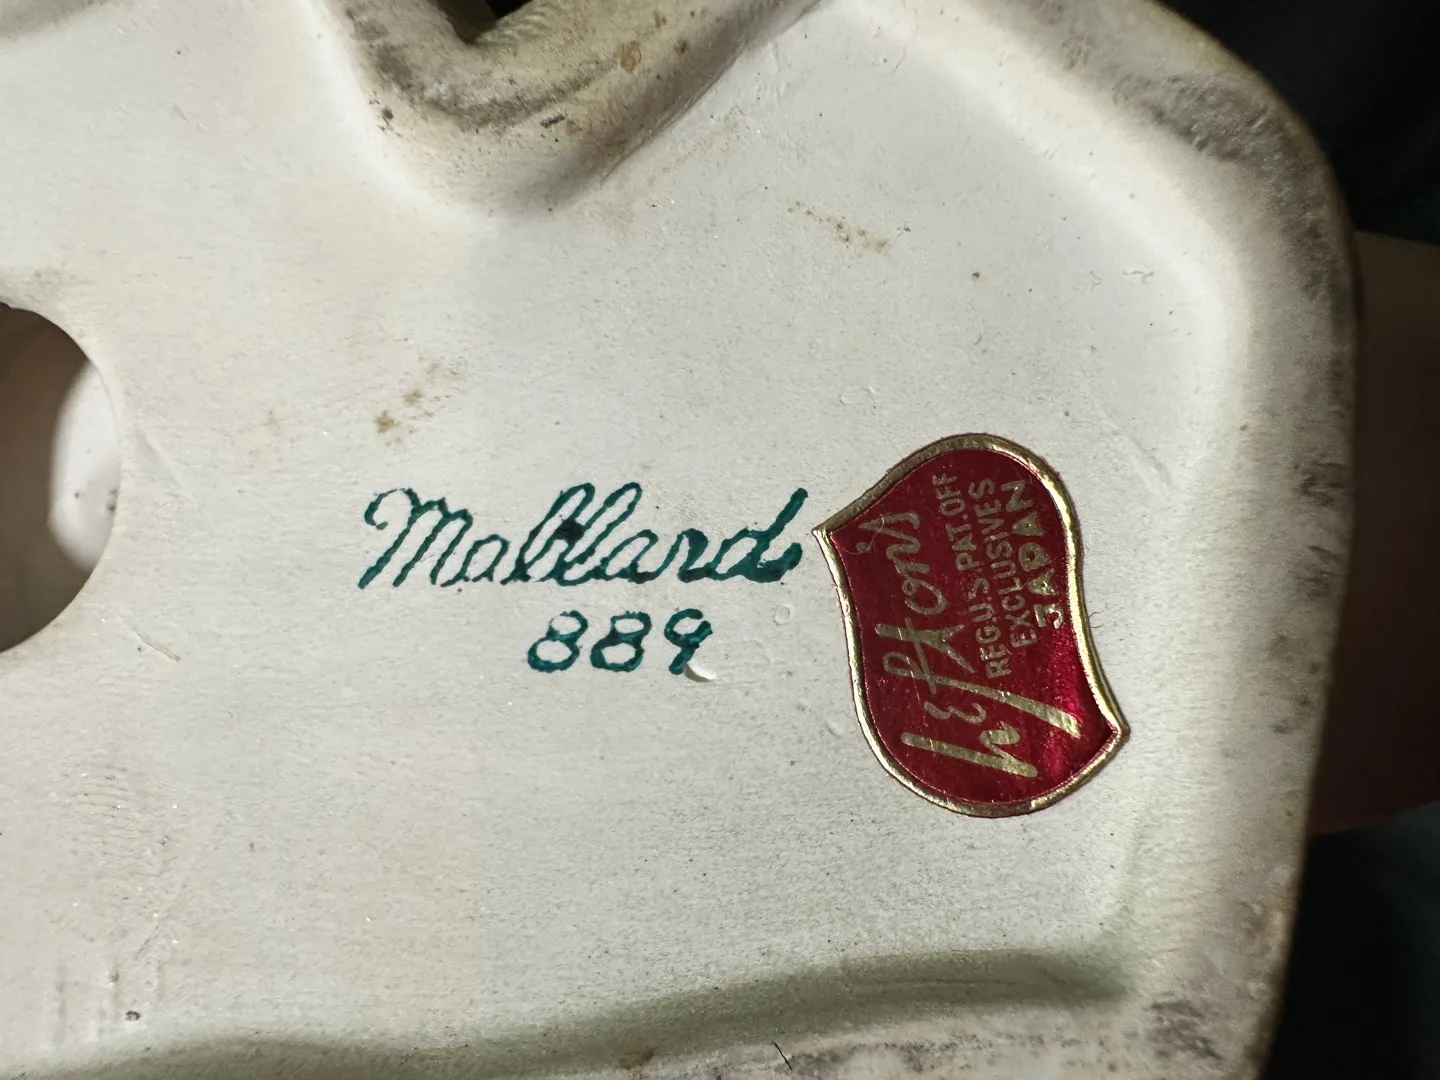 Mallard
889
Lefton's
REG.U.S.PAT.OFF
EXCLUSIVES
JAPAN